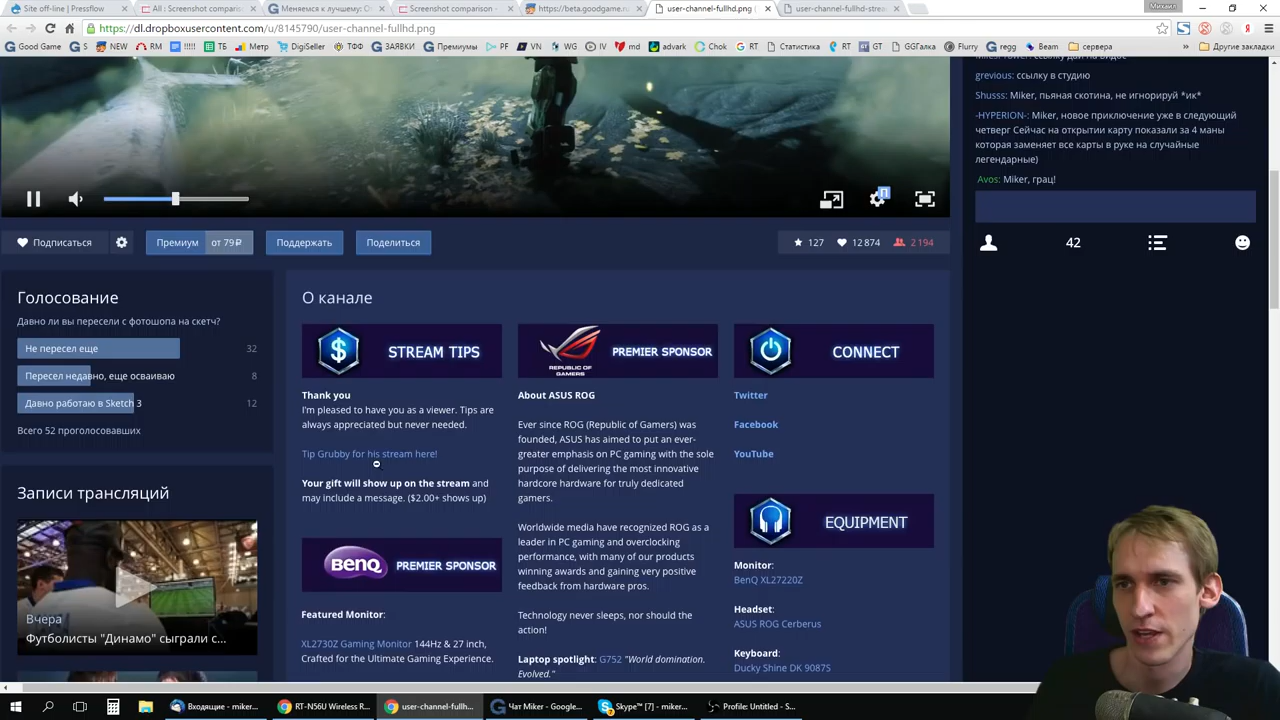 Site off-line | Pressflow
All | Screenshot compari
Меняемся к лучшему: О
Screenshot comparison -
https://beta.goodgame.ru
user-channel-fullhd.png
user-channel-fullhd-strea
Михаил
https://dl.dropboxusercontent.com/u/8145790/user-channel-fullhd.png
Good Game
S
NEW
RM
ТБ
ТМ
DigiSeller
ТФФ
ЗАЯВКИ
Премиумы
PF
VN
WG
IV
md
advark
Chok
RT
Статистика
RT
GT
GGГалка
Flurry
regg
Beam
сервера
Другие закладки
grevious: ссылку в студию
Shusss: Miker, пьяная скотина, не игнорируй *ик*
-HYPERION-: Miker, новое приключение уже в следующий
четверг Сейчас на открытии карту показали за 4 маны
которая заменяет все карты в руке на случайные
легендарные)
Avos: Miker, грац!
П
Подписаться
Премиум от 79₽
Поддержать
Поделиться
127
12 874
2 194
42
Голосование
Давно ли вы пересели с фотошопа на скетч?
Не пересел еще 32
Пересел недавно, еще осваиваю 8
Давно работаю в Sketch 3 12
Всего 52 проголосовавших
Записи трансляций
Вчера
Футболисты "Динамо" сыграли с...
О канале
STREAM TIPS
Thank you
I'm pleased to have you as a viewer. Tips are
always appreciated but never needed.
Tip Grubby for his stream here!
Your gift will show up on the stream and
may include a message. ($2.00+ shows up)
BenQ PREMIER SPONSOR
Featured Monitor:
XL2730Z Gaming Monitor 144Hz & 27 inch,
Crafted for the Ultimate Gaming Experience.
REPUBLIC OF
GAMERS
PREMIER SPONSOR
About ASUS ROG
Ever since ROG (Republic of Gamers) was
founded, ASUS has aimed to put an ever-
greater emphasis on PC gaming with the sole
purpose of delivering the most innovative
hardcore hardware for truly dedicated
gamers.
Worldwide media have recognized ROG as a
leader in PC gaming and overclocking
performance, with many of our products
winning awards and gaining very positive
feedback from hardware pros.
Technology never sleeps, nor should the
action!
Laptop spotlight: G752 "World domination.
Evolved."
CONNECT
Twitter
Facebook
YouTube
EQUIPMENT
Monitor:
BenQ XL27220Z
Headset:
ASUS ROG Cerberus
Keyboard:
Ducky Shine DK 9087S
Входящие - miker...
RT-N56U Wireless R...
user-channel-fullh...
Чат Miker - Google...
Skype™ [7] - miker...
Profile: Untitled - S...